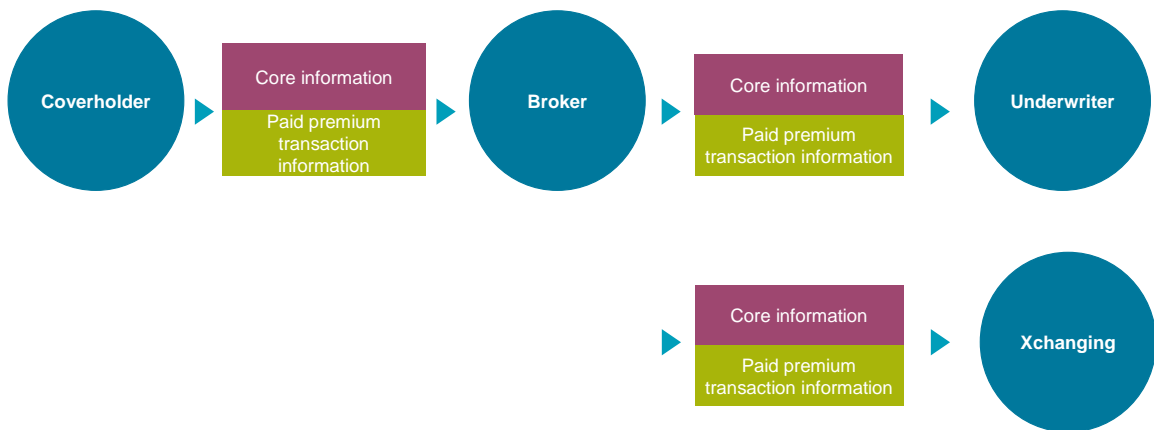 Coverholder
Core information
Paid premium
transaction
information
Broker
Core information
Paid premium
transaction information
Underwriter
Core information
Paid premium
transaction information
Xchanging